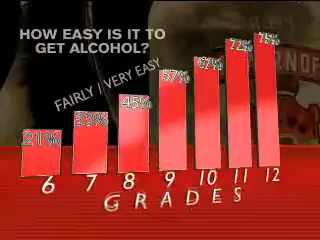 HOW EASY IS IT TO
GET ALCOHOL?
FAIRLY / VERY EASY
21% 33% 45% 57% 67% 72% 75%
6 7 8 9 10 11 12
GRADES